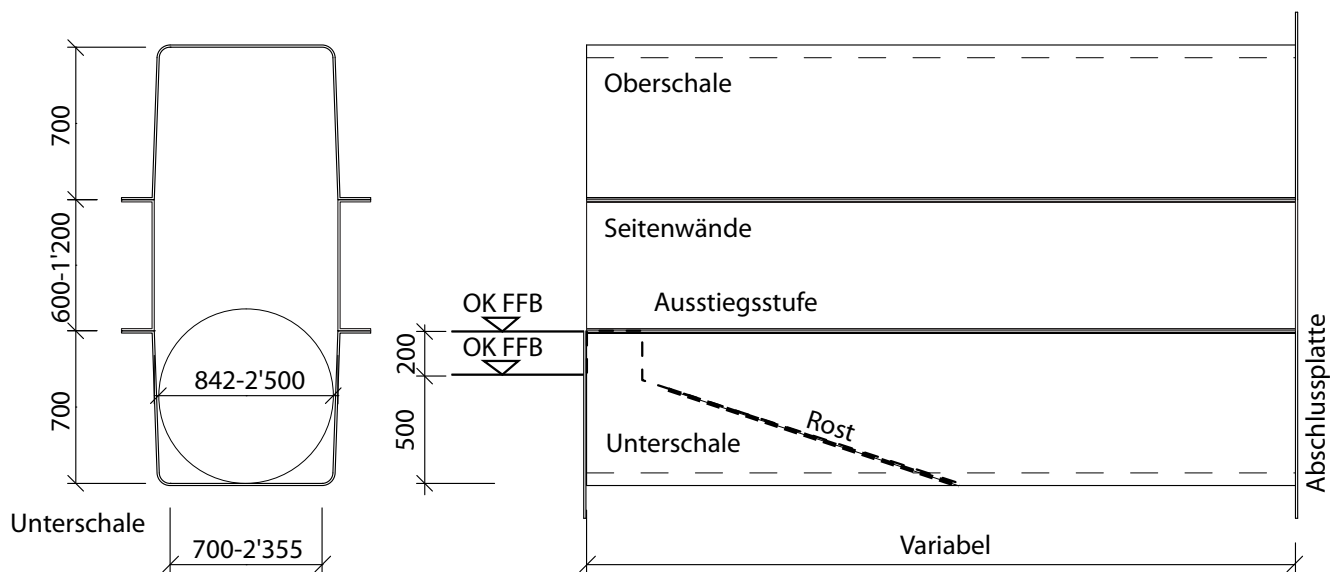 700
600-1'200
700
842-2'500
Unterschale
700-2'355
Oberschale
Seitenwände
Ausstiegsstufe
OK FFB
OK FFB
200
500
Rost
Unterschale
Variabel
Abschlussplatte